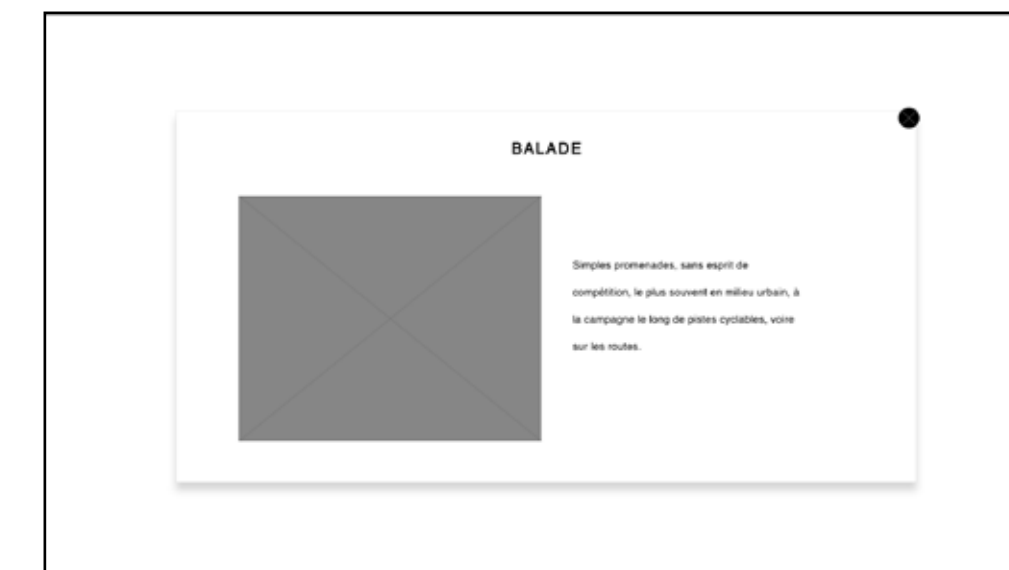 BALADE
Simples promenades, sans esprit de
compétition, le plus souvent en milieu urbain, à
la campagne le long de pistes cyclables, voire
sur les routes.